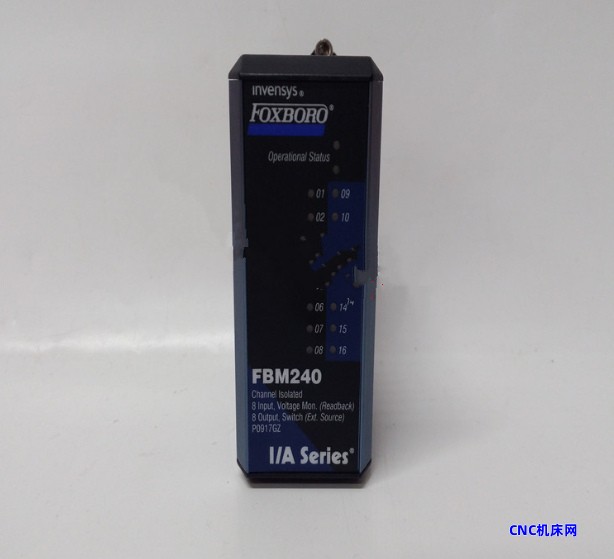 invensys®
FOXBORO®
Operational Status
01 09
02 10
06 14
07 15
08 16
FBM240
Channel Isolated
8 Input, Voltage Mon. (Readback)
8 Output, Switch (Ext. Source)
P0917GZ
I/A Series®
CNC机床网